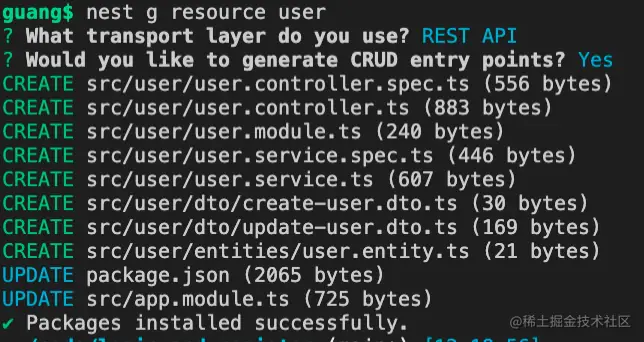 guang$ nest g resource user
? What transport layer do you use? REST API
? Would you like to generate CRUD entry points? Yes
CREATE src/user/user.controller.spec.ts (556 bytes)
CREATE src/user/user.controller.ts (883 bytes)
CREATE src/user/user.module.ts (240 bytes)
CREATE src/user/user.service.spec.ts (446 bytes)
CREATE src/user/user.service.ts (607 bytes)
CREATE src/user/dto/create-user.dto.ts (30 bytes)
CREATE src/user/dto/update-user.dto.ts (169 bytes)
CREATE src/user/entities/user.entity.ts (21 bytes)
UPDATE package.json (2065 bytes)
UPDATE src/app.module.ts (725 bytes)
✔ Packages installed successfully.
@稀土掘金技术社区